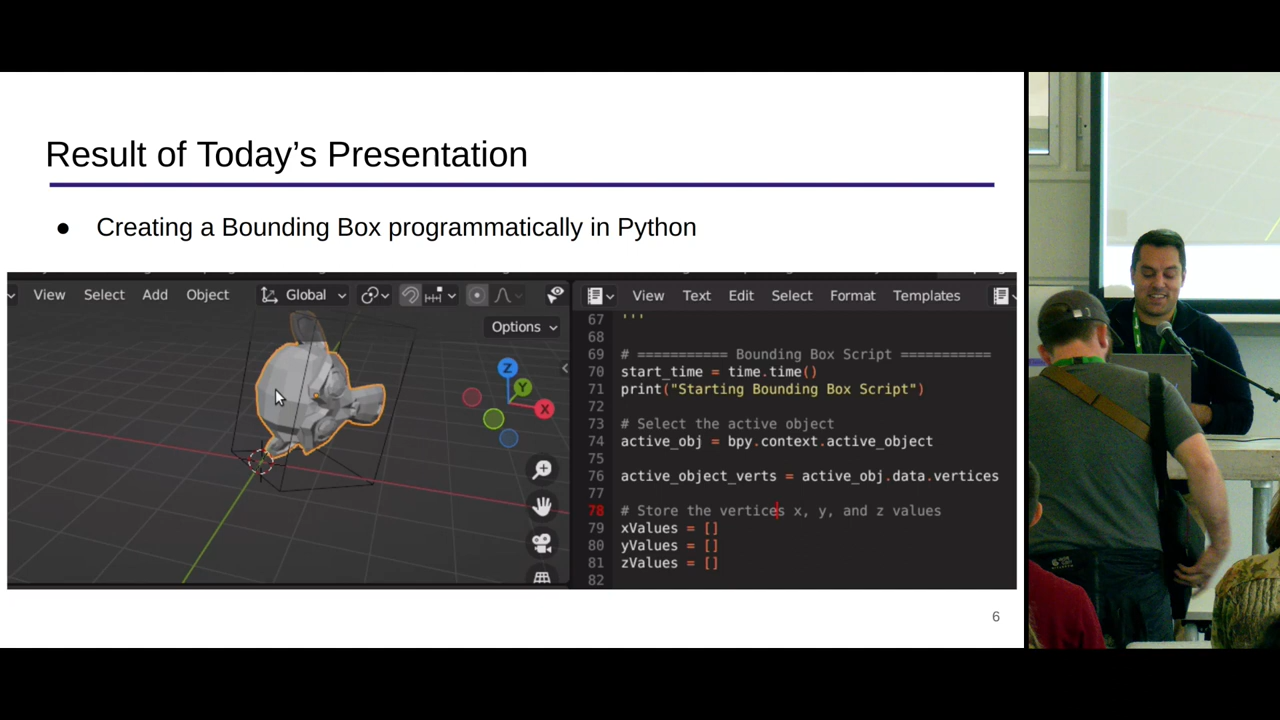 Result of Today’s Presentation
● Creating a Bounding Box programmatically in Python
View Select Add Object Global
Options
Z
Y
X
View Text Edit Select Format Templates
67 '''
68
69 # =========== Bounding Box Script ===========
70 start_time = time.time()
71 print("Starting Bounding Box Script")
72
73 # Select the active object
74 active_obj = bpy.context.active_object
75
76 active_object_verts = active_obj.data.vertices
77
78 # Store the vertices x, y, and z values
79 xValues = []
80 yValues = []
81 zValues = []
82
6